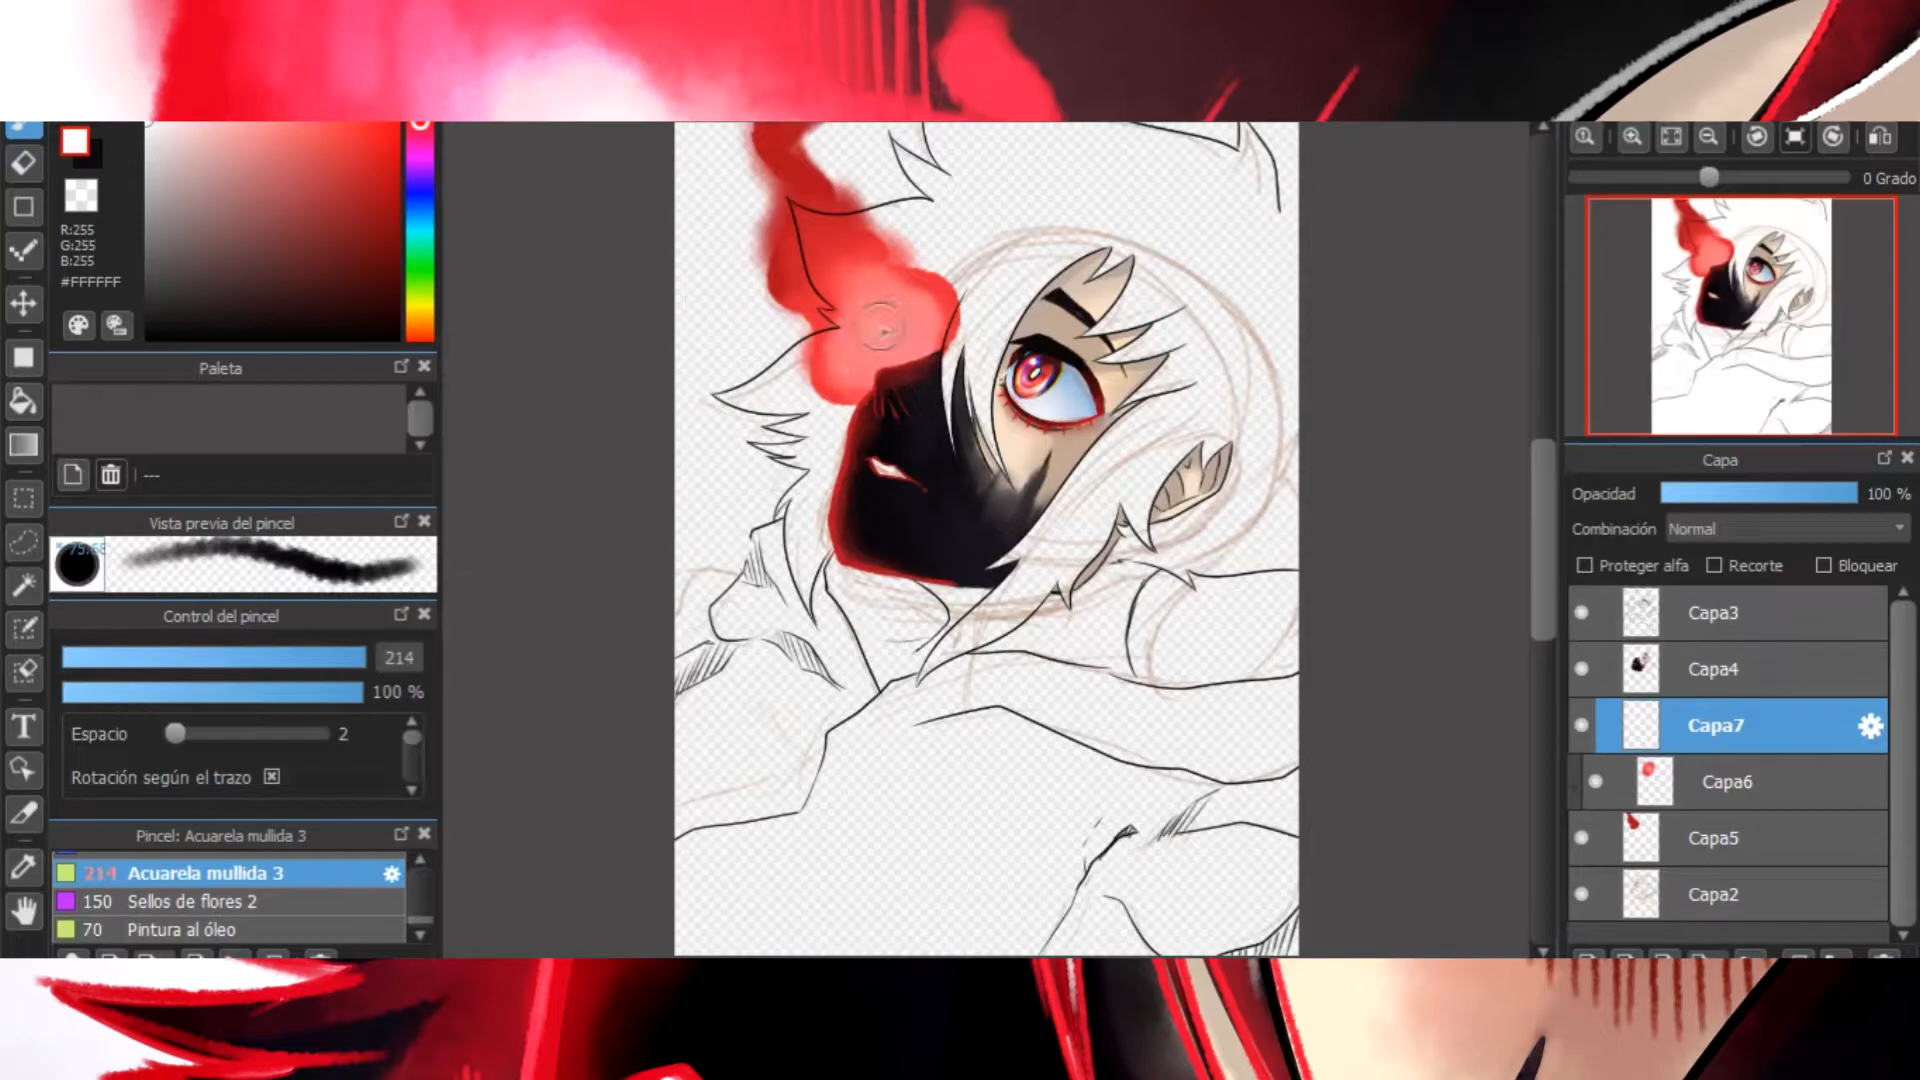 R:255
G:255
B:255
#FFFFFF
Paleta
---
Vista previa del pincel
Control del pincel
214
100 %
Espacio
2
Rotación según el trazo
Pincel: Acuarela mullida 3
214 Acuarela mullida 3
150 Sellos de flores 2
70 Pintura al óleo
0 Grado
Capa
Opacidad 100 %
Combinación Normal
Proteger alfa Recorte Bloquear
Capa3
Capa4
Capa7
Capa6
Capa5
Capa2
T